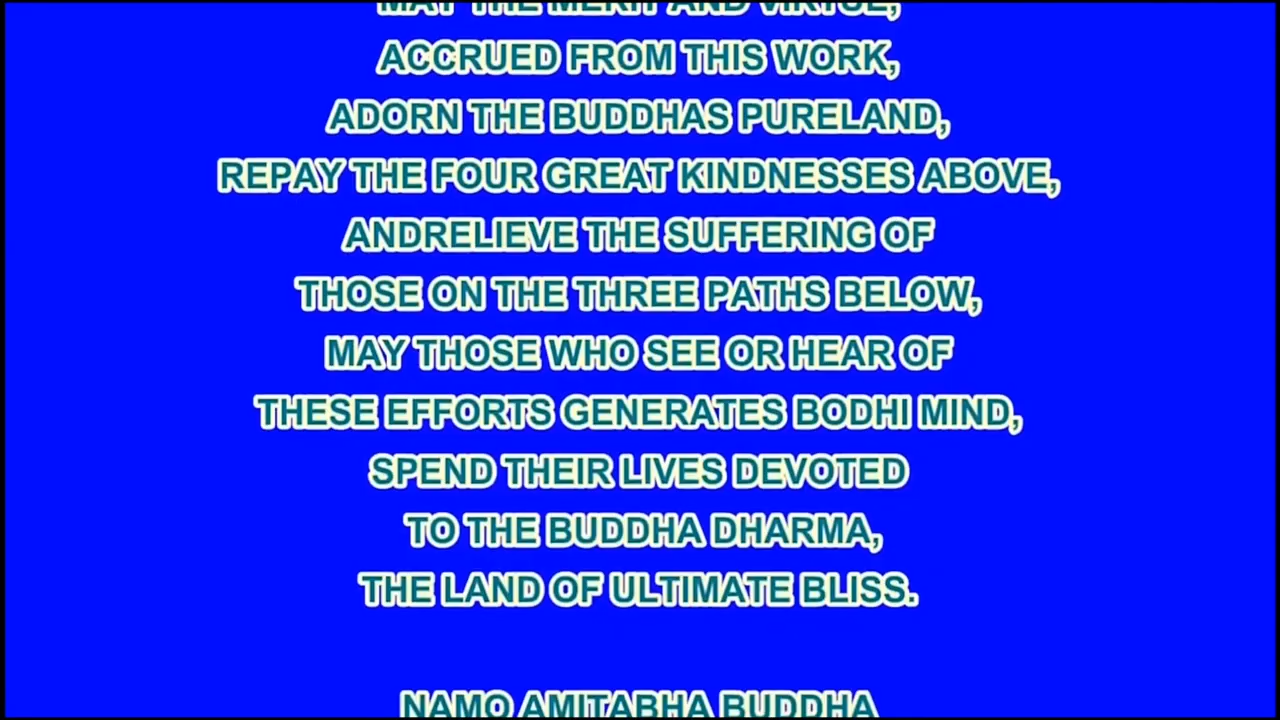 MAY THE MERIT AND VIRTUE,
ACCRUED FROM THIS WORK,
ADORN THE BUDDHAS PURELAND,
REPAY THE FOUR GREAT KINDNESSES ABOVE,
ANDRELIEVE THE SUFFERING OF
THOSE ON THE THREE PATHS BELOW,
MAY THOSE WHO SEE OR HEAR OF
THESE EFFORTS GENERATES BODHI MIND,
SPEND THEIR LIVES DEVOTED
TO THE BUDDHA DHARMA,
THE LAND OF ULTIMATE BLISS.
NAMO AMITABHA BUDDHA